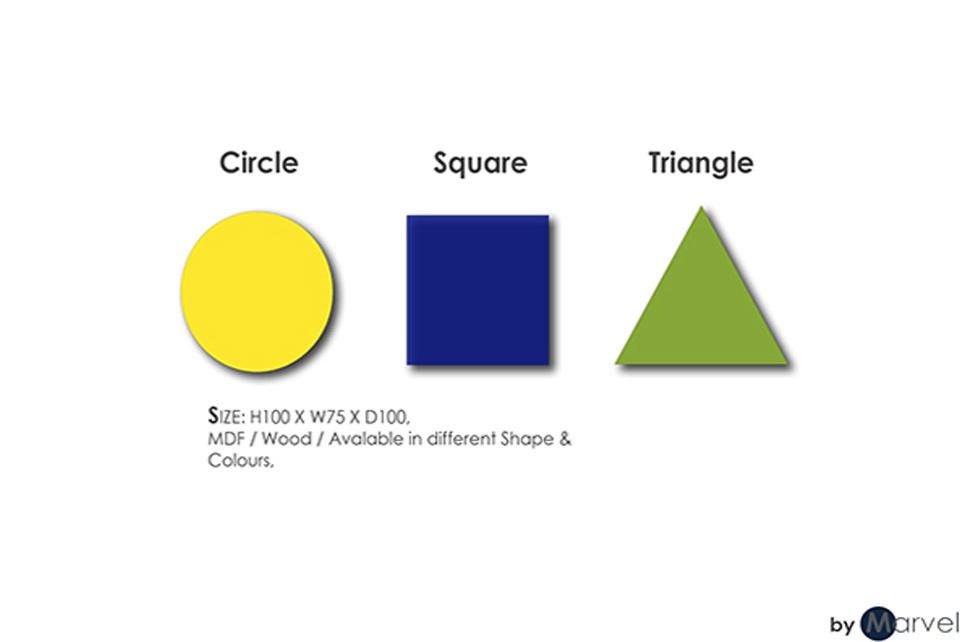 Circle Square Triangle
SIZE: H100 X W75 X D100,
MDF / Wood / Avalable in different Shape &
Colours,
by Marvel